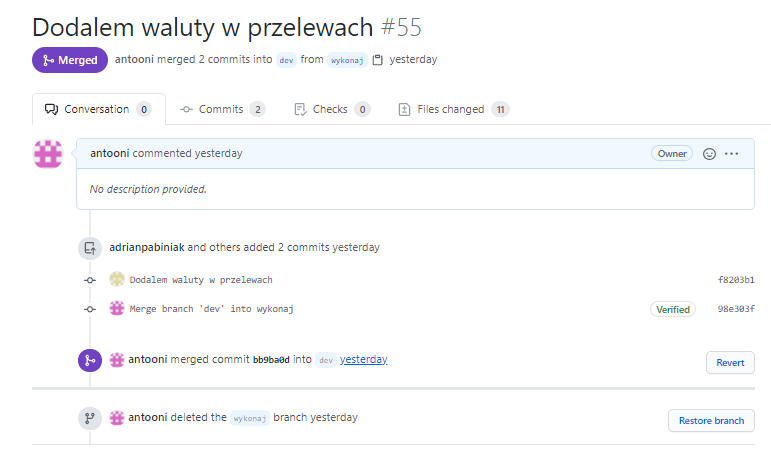 Dodalem waluty w przelewach #55
Merged antooni merged 2 commits into dev from wykonaj yesterday
Conversation 0 Commits 2 Checks 0 Files changed 11
antooni commented yesterday Owner
No description provided.
adrianpabiniak and others added 2 commits yesterday
Dodalem waluty w przelewach f8203b1
Merge branch 'dev' into wykonaj Verified 98e303f
antooni merged commit bb9ba0d into dev yesterday Revert
antooni deleted the wykonaj branch yesterday Restore branch